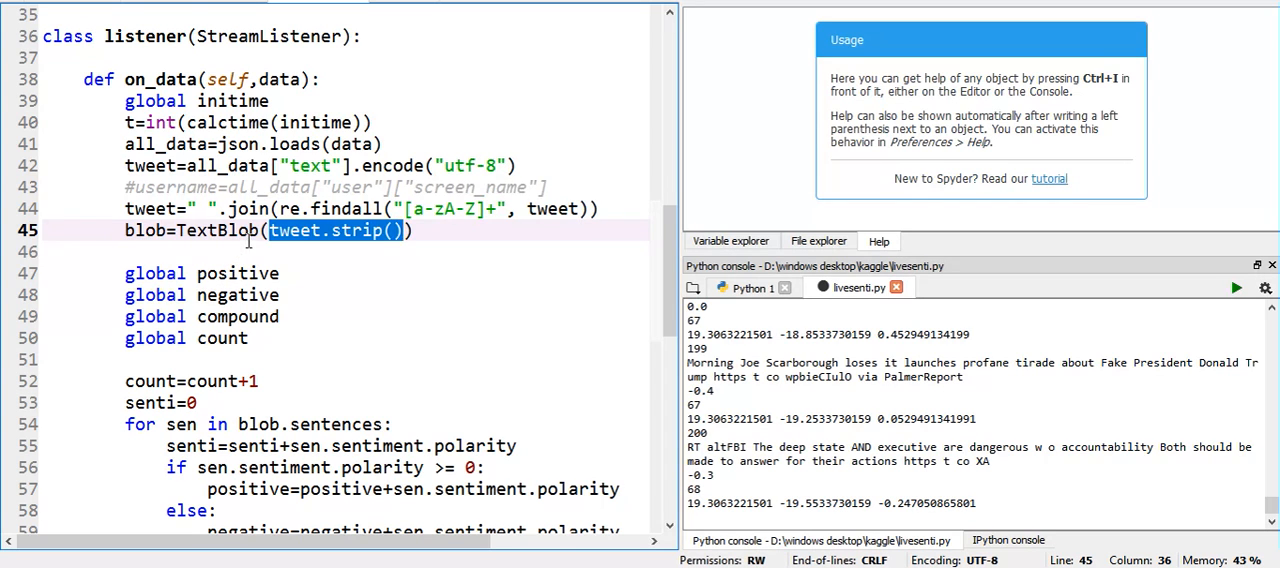 35
36 class listener(StreamListener):
37
38 def on_data(self,data):
39 global initime
40 t=int(calctime(initime))
41 all_data=json.loads(data)
42 tweet=all_data["text"].encode("utf-8")
43 #username=all_data["user"]["screen_name"]
44 tweet=" ".join(re.findall("[a-zA-Z]+", tweet))
45 blob=TextBlob(tweet.strip())
46
47 global positive
48 global negative
49 global compound
50 global count
51
52 count=count+1
53 senti=0
54 for sen in blob.sentences:
55 senti=senti+sen.sentiment.polarity
56 if sen.sentiment.polarity >= 0:
57 positive=positive+sen.sentiment.polarity
58 else:
59 negative=negative+sen.sentiment.polarity
Usage
Here you can get help of any object by pressing Ctrl+I in
front of it, either on the Editor or the Console.
Help can also be shown automatically after writing a left
parenthesis next to an object. You can activate this
behavior in Preferences > Help.
New to Spyder? Read our tutorial
Variable explorer File explorer Help
Python console - D:\windows desktop\kaggle\livesenti.py
Python 1 livesenti.py
0.0
67
19.3063221501 -18.8533730159 0.452949134199
199
Morning Joe Scarborough loses it launches profane tirade about Fake President Donald Tr
ump https t co wpbieCIulO via PalmerReport
-0.4
67
19.3063221501 -19.2533730159 0.0529491341991
200
RT altFBI The deep state AND executive are dangerous w o accountability Both should be
made to answer for their actions https t co XA
-0.3
68
19.3063221501 -19.5533730159 -0.247050865801
Python console - D:\windows desktop\kaggle\livesenti.py IPython console
Permissions: RW End-of-lines: CRLF Encoding: UTF-8 Line: 45 Column: 36 Memory: 43 %